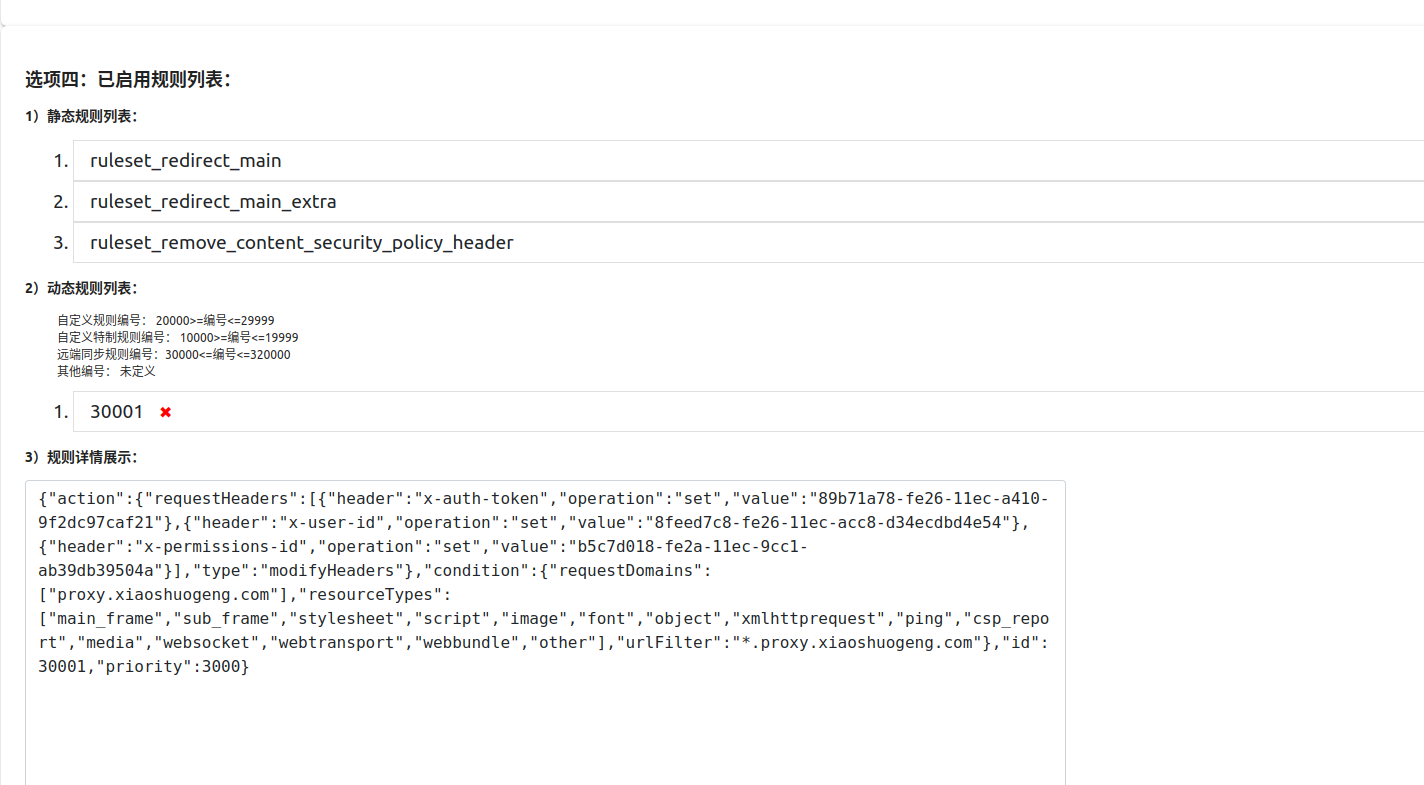 选项四：已启用规则列表：
1）静态规则列表：
1. ruleset_redirect_main
2. ruleset_redirect_main_extra
3. ruleset_remove_content_security_policy_header
2）动态规则列表：
自定义规则编号： 20000>=编号<=29999
自定义特制规则编号： 10000>=编号<=19999
远端同步规则编号：30000<=编号<=320000
其他编号： 未定义
1. 30001 ✖
3）规则详情展示：
{"action":{"requestHeaders":[{"header":"x-auth-token","operation":"set","value":"89b71a78-fe26-11ec-a410-
9f2dc97caf21"},{"header":"x-user-id","operation":"set","value":"8feed7c8-fe26-11ec-acc8-d34ecdbd4e54"},
{"header":"x-permissions-id","operation":"set","value":"b5c7d018-fe2a-11ec-9cc1-
ab39db39504a"}],"type":"modifyHeaders"},"condition":{"requestDomains":
["proxy.xiaoshuogeng.com"],"resourceTypes":
["main_frame","sub_frame","stylesheet","script","image","font","object","xmlhttprequest","ping","csp_repo
rt","media","websocket","webtransport","webbundle","other"],"urlFilter":"*.proxy.xiaoshuogeng.com"},"id":
30001,"priority":3000}